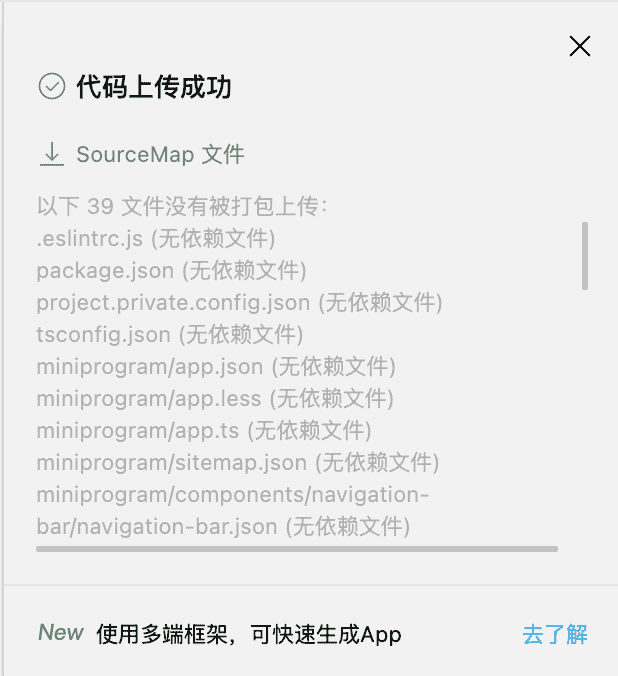 代码上传成功
SourceMap 文件
以下 39 文件没有被打包上传：
.eslintrc.js (无依赖文件)
package.json (无依赖文件)
project.private.config.json (无依赖文件)
tsconfig.json (无依赖文件)
miniprogram/app.json (无依赖文件)
miniprogram/app.less (无依赖文件)
miniprogram/app.ts (无依赖文件)
miniprogram/sitemap.json (无依赖文件)
miniprogram/components/navigation-
bar/navigation-bar.json (无依赖文件)
New 使用多端框架，可快速生成App 去了解